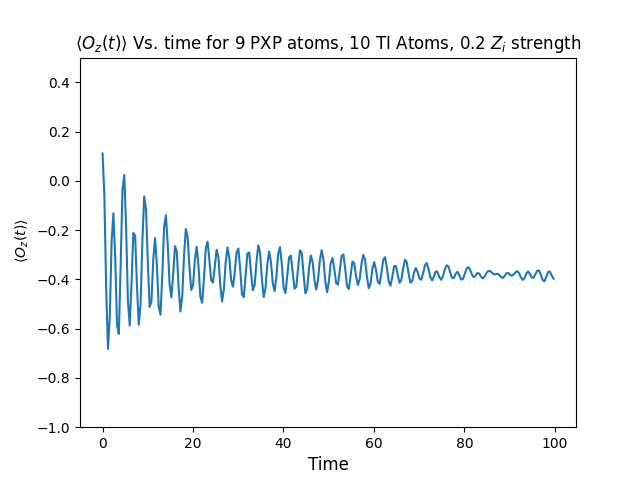 ⟨O_z(t)⟩ Vs. time for 9 PXP atoms, 10 TI Atoms, 0.2 Z_i strength
0.4
0.2
0.0
−0.2
−0.4
−0.6
−0.8
−1.0
⟨O_z(t)⟩
0 20 40 60 80 100
Time